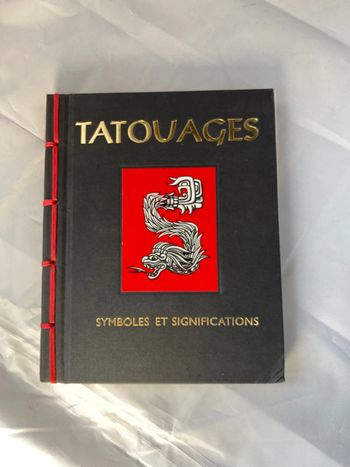 TATOUAGES
SYMBOLES ET SIGNIFICATIONS